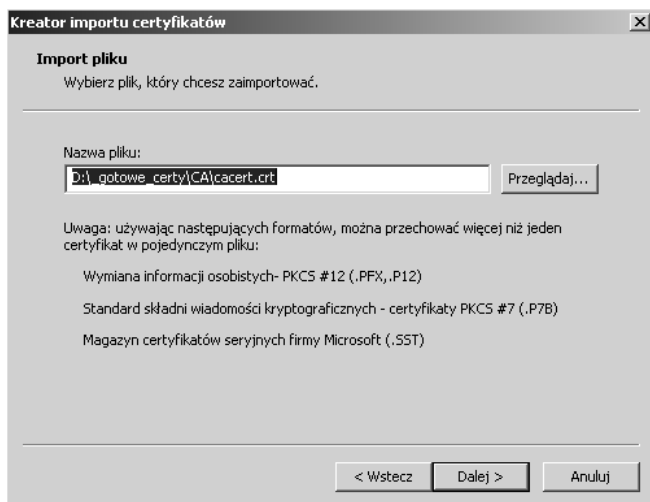 Kreator importu certyfikatów
Import pliku
Wybierz plik, który chcesz zaimportować.
Nazwa pliku:
D:\_gotowe_certy\CA\cacert.crt
Przeglądaj...
Uwaga: używając następujących formatów, można przechować więcej niż jeden
certyfikat w pojedynczym pliku:
Wymiana informacji osobistych- PKCS #12 (.PFX,.P12)
Standard składni wiadomości kryptograficznych - certyfikaty PKCS #7 (.P7B)
Magazyn certyfikatów seryjnych firmy Microsoft (.SST)
< Wstecz
Dalej >
Anuluj